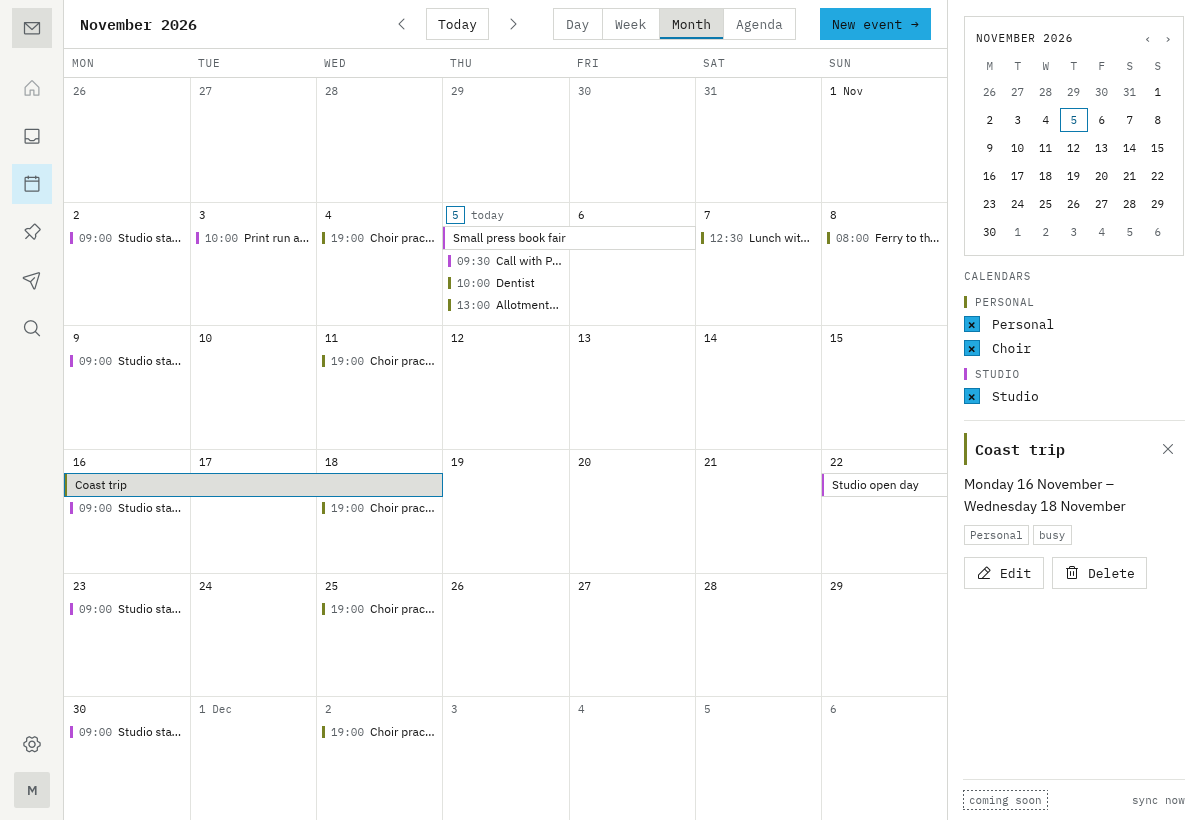 November 2026
Today
Day Week Month Agenda
New event →
MON TUE WED THU FRI SAT SUN
26 27 28 29 30 31 1 Nov
2 3 4 5 today 6 7 8
09:00 Studio sta...
10:00 Print run a...
19:00 Choir prac...
Small press book fair
09:30 Call with P...
10:00 Dentist
13:00 Allotment...
12:30 Lunch wit...
08:00 Ferry to th...
9 10 11 12 13 14 15
09:00 Studio sta...
19:00 Choir prac...
16 17 18 19 20 21 22
Coast trip
Studio open day
09:00 Studio sta...
19:00 Choir prac...
23 24 25 26 27 28 29
09:00 Studio sta...
19:00 Choir prac...
30 1 Dec 2 3 4 5 6
09:00 Studio sta...
19:00 Choir prac...
M
NOVEMBER 2026 ‹ ›
M T W T F S S
26 27 28 29 30 31 1
2 3 4 5 6 7 8
9 10 11 12 13 14 15
16 17 18 19 20 21 22
23 24 25 26 27 28 29
30 1 2 3 4 5 6
CALENDARS
PERSONAL
Personal
Choir
STUDIO
Studio
Coast trip
Monday 16 November –
Wednesday 18 November
Personal busy
Edit Delete
coming soon
sync now